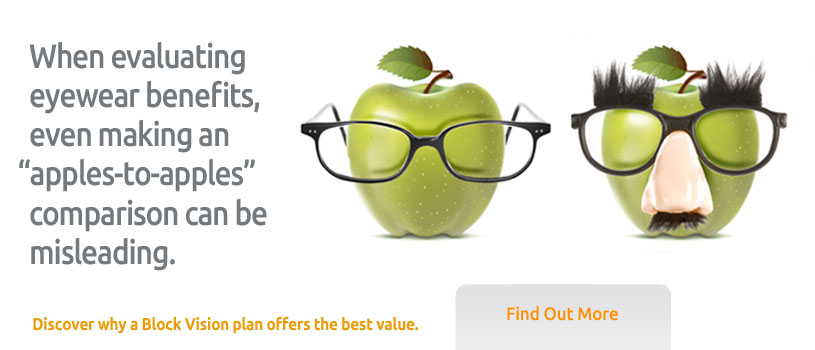 When evaluating
eyewear benefits,
even making an
“apples-to-apples”
comparison can be
misleading.
Discover why a Block Vision plan offers the best value.
Find Out More